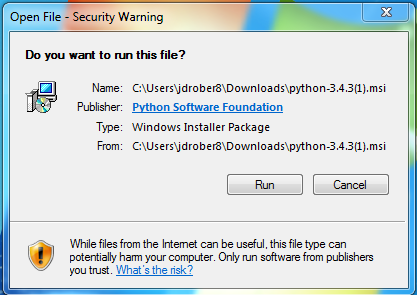 Open File - Security Warning
Do you want to run this file?
Name: C:\Users\jdrober8\Downloads\python-3.4.3(1).msi
Publisher: Python Software Foundation
Type: Windows Installer Package
From: C:\Users\jdrober8\Downloads\python-3.4.3(1).msi
Run Cancel
While files from the Internet can be useful, this file type can
potentially harm your computer. Only run software from publishers
you trust. What's the risk?